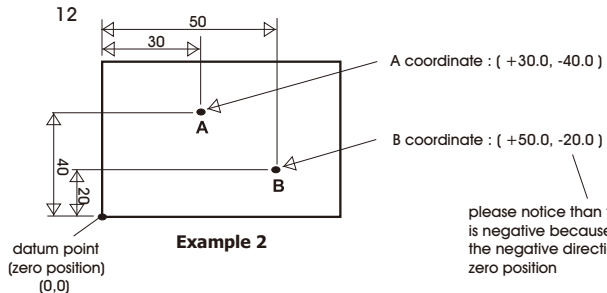 12
50
30
A coordinate : ( +30.0, -40.0 )
A
B coordinate : ( +50.0, -20.0 )
40
20
B
please notice than
is negative because
the negative direct
zero position
Example 2
datum point
(zero position)
(0,0)